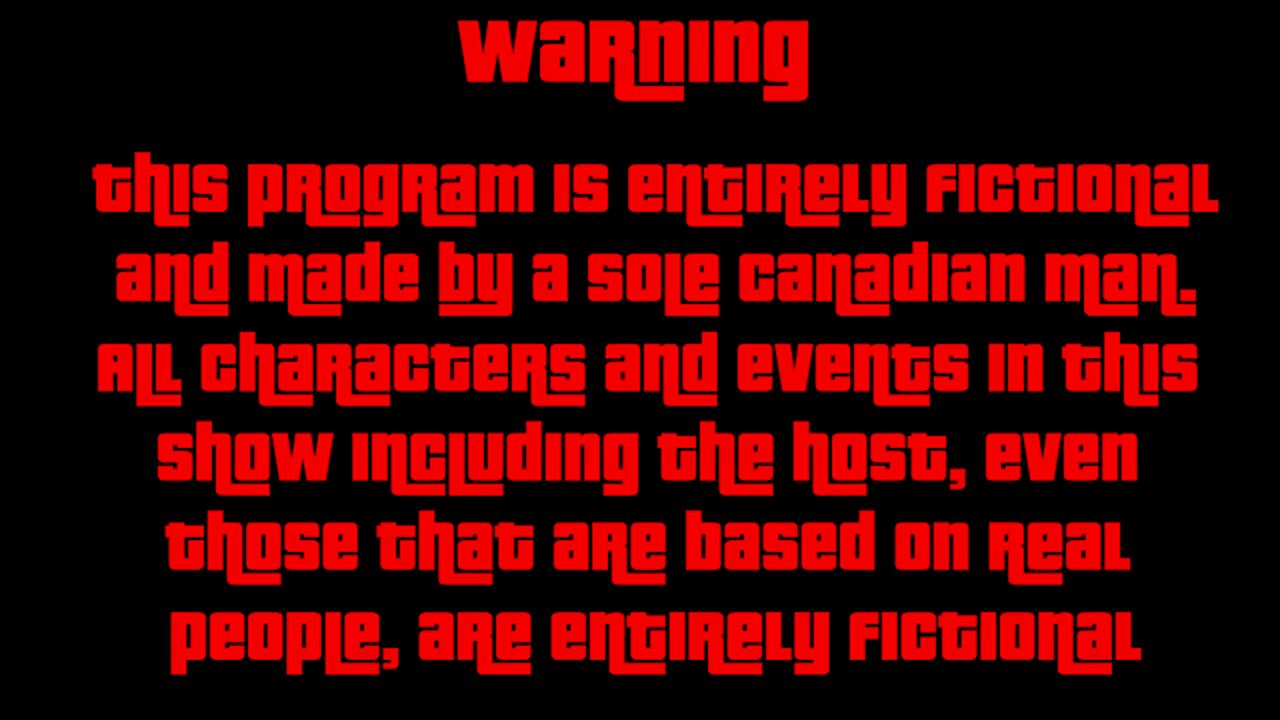 Warning
this program is entirely fictional
and made by a sole canadian man.
All characters and events in this
show including the host, even
those that are based on real
people, are entirely fictional